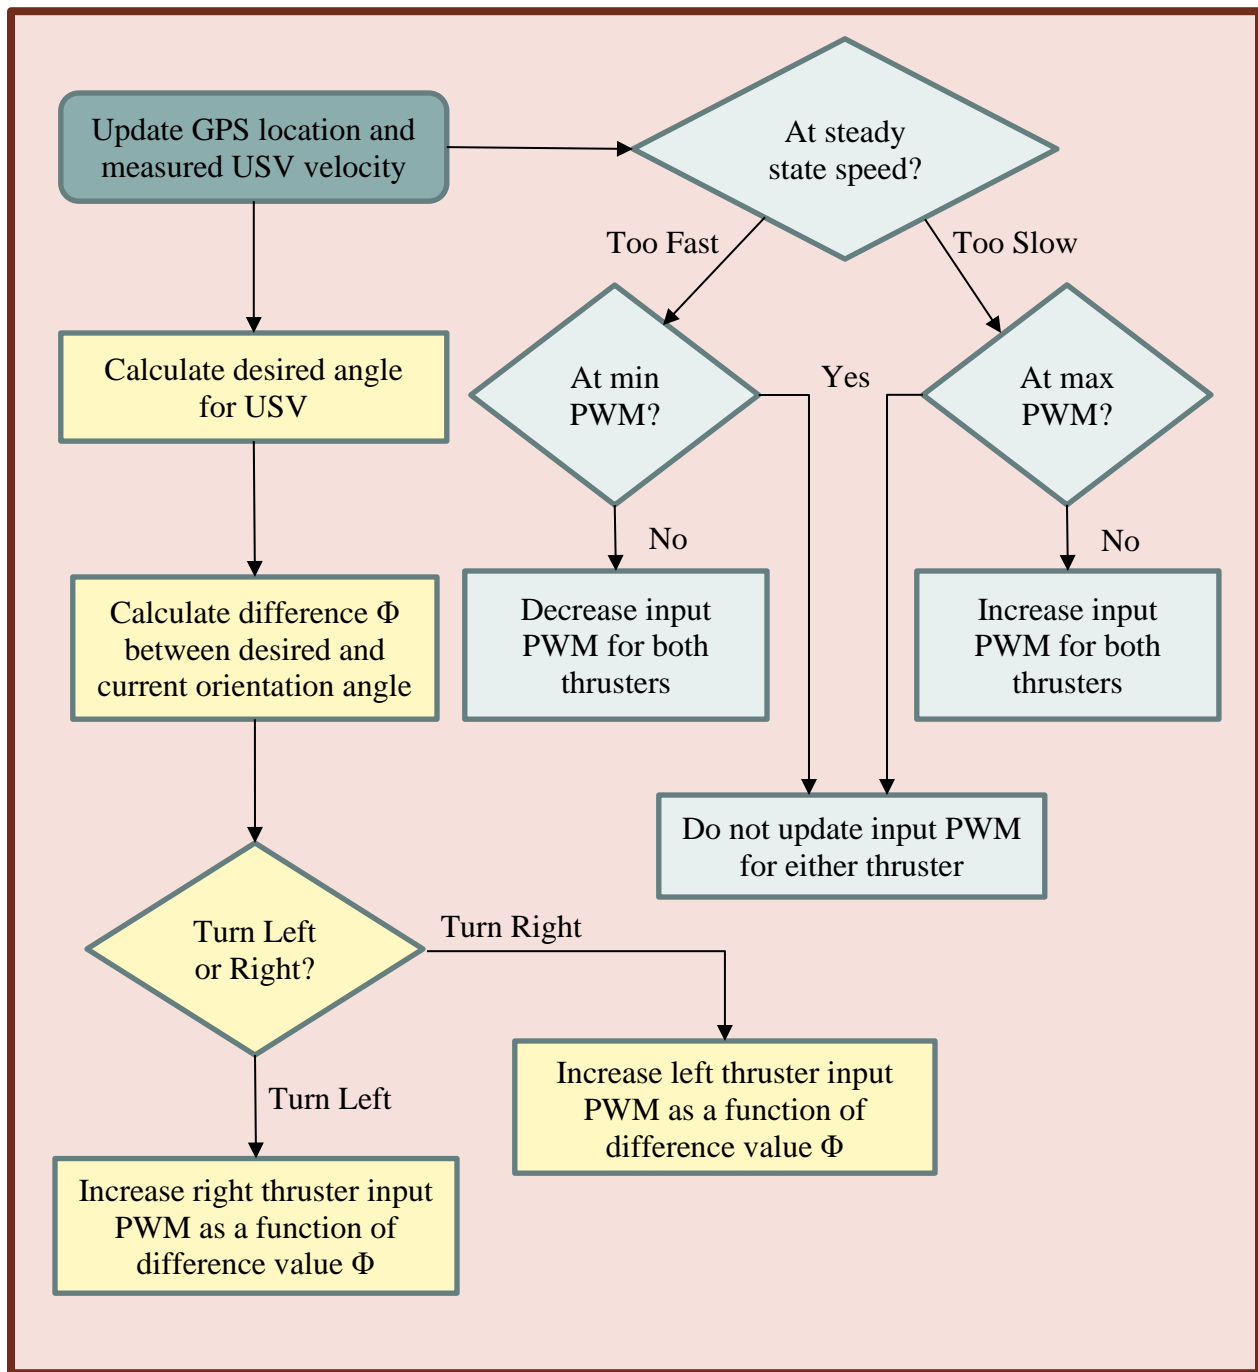 Update GPS location and
measured USV velocity
At steady
state speed?
Too Fast
Too Slow
Calculate desired angle
for USV
At min
PWM?
Yes
At max
PWM?
No
No
Calculate difference Φ
between desired and
current orientation angle
Decrease input
PWM for both
thrusters
Increase input
PWM for both
thrusters
Do not update input PWM
for either thruster
Turn Left
or Right?
Turn Right
Turn Left
Increase left thruster input
PWM as a function of
difference value Φ
Increase right thruster input
PWM as a function of
difference value Φ